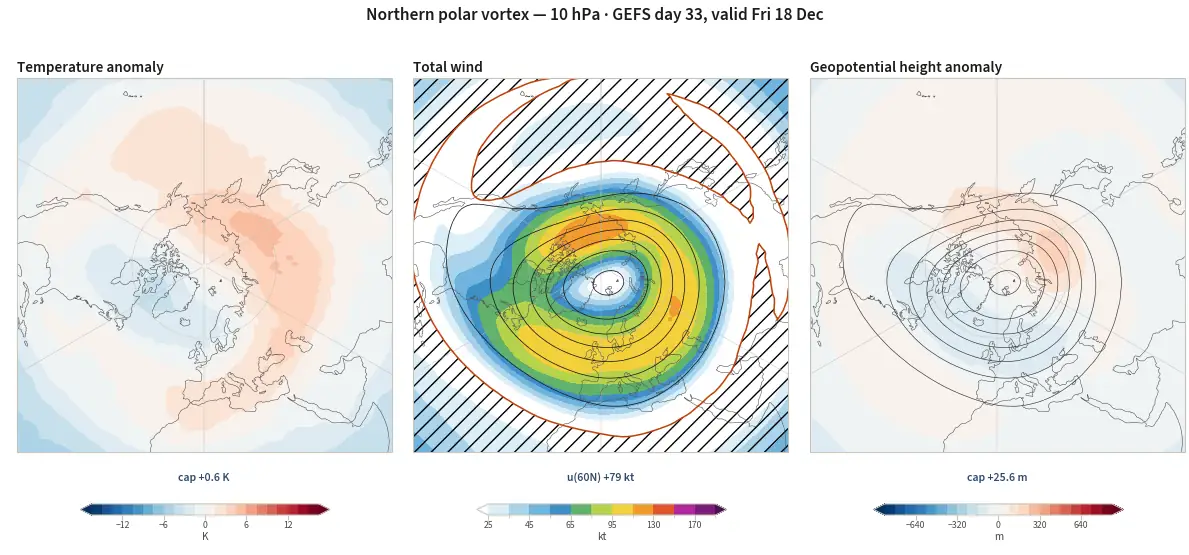 Northern polar vortex — 10 hPa · GEFS day 33, valid Fri 18 Dec
Temperature anomaly
Total wind
Geopotential height anomaly
cap +0.6 K
u(60N) +79 kt
cap +25.6 m
−12 −6 0 6 12
K
25 45 65 95 130 170
kt
−640 −320 0 320 640
m